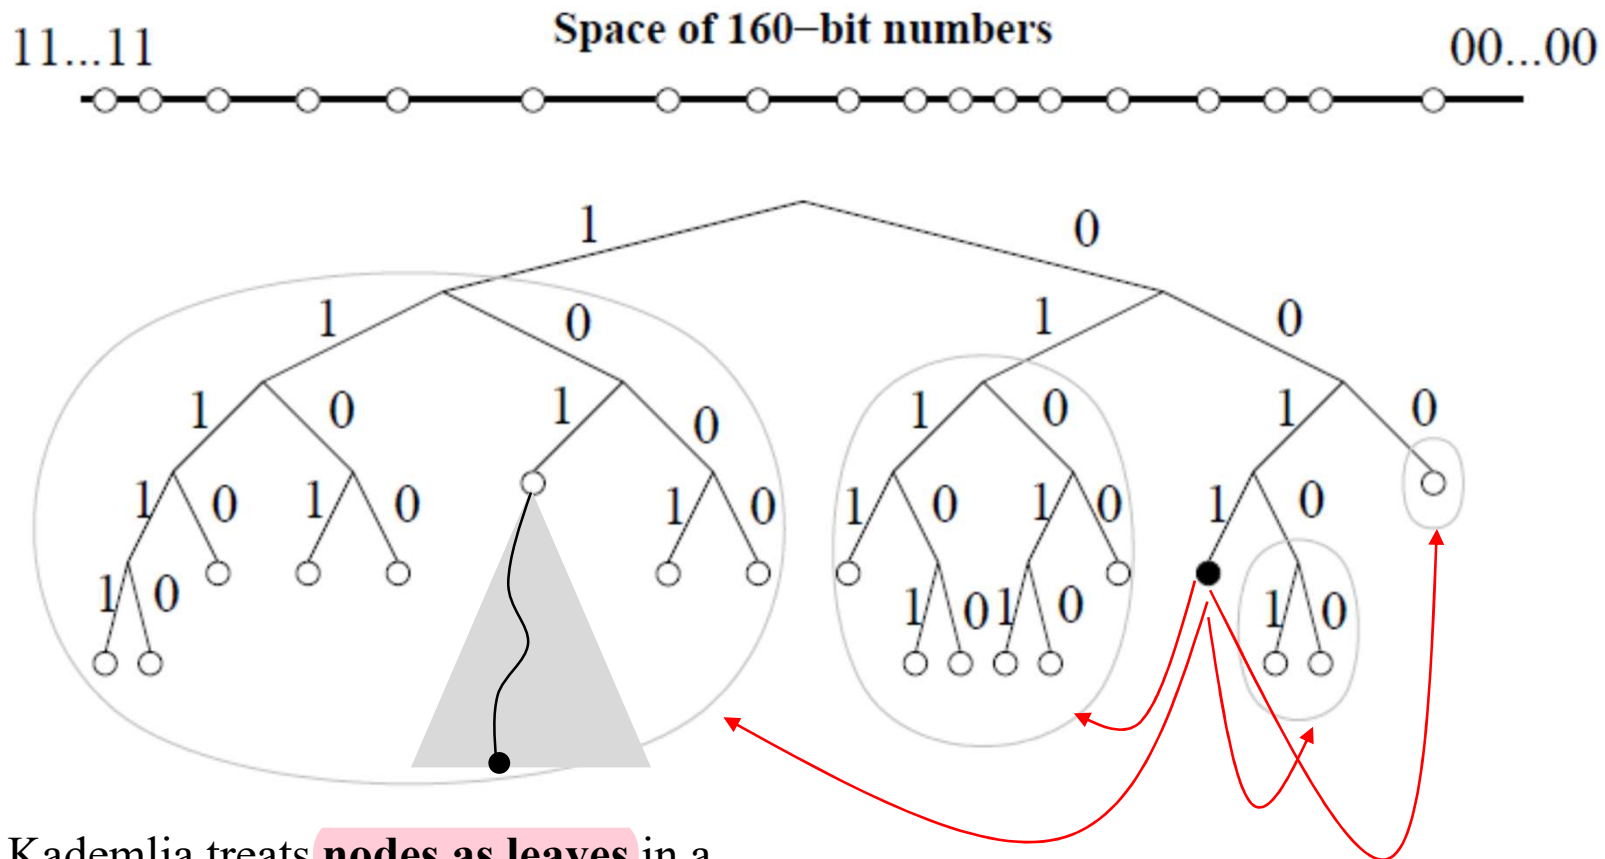 Space of 160−bit numbers
11...11
00...00
1 0
1 0 1 0
1 0 1 0 1 0 1 0
1 0 1 0 1 0 1 0 1 0 1 0
1 0 1 0 1 0 1 0
Kademlia treats nodes as leaves in a